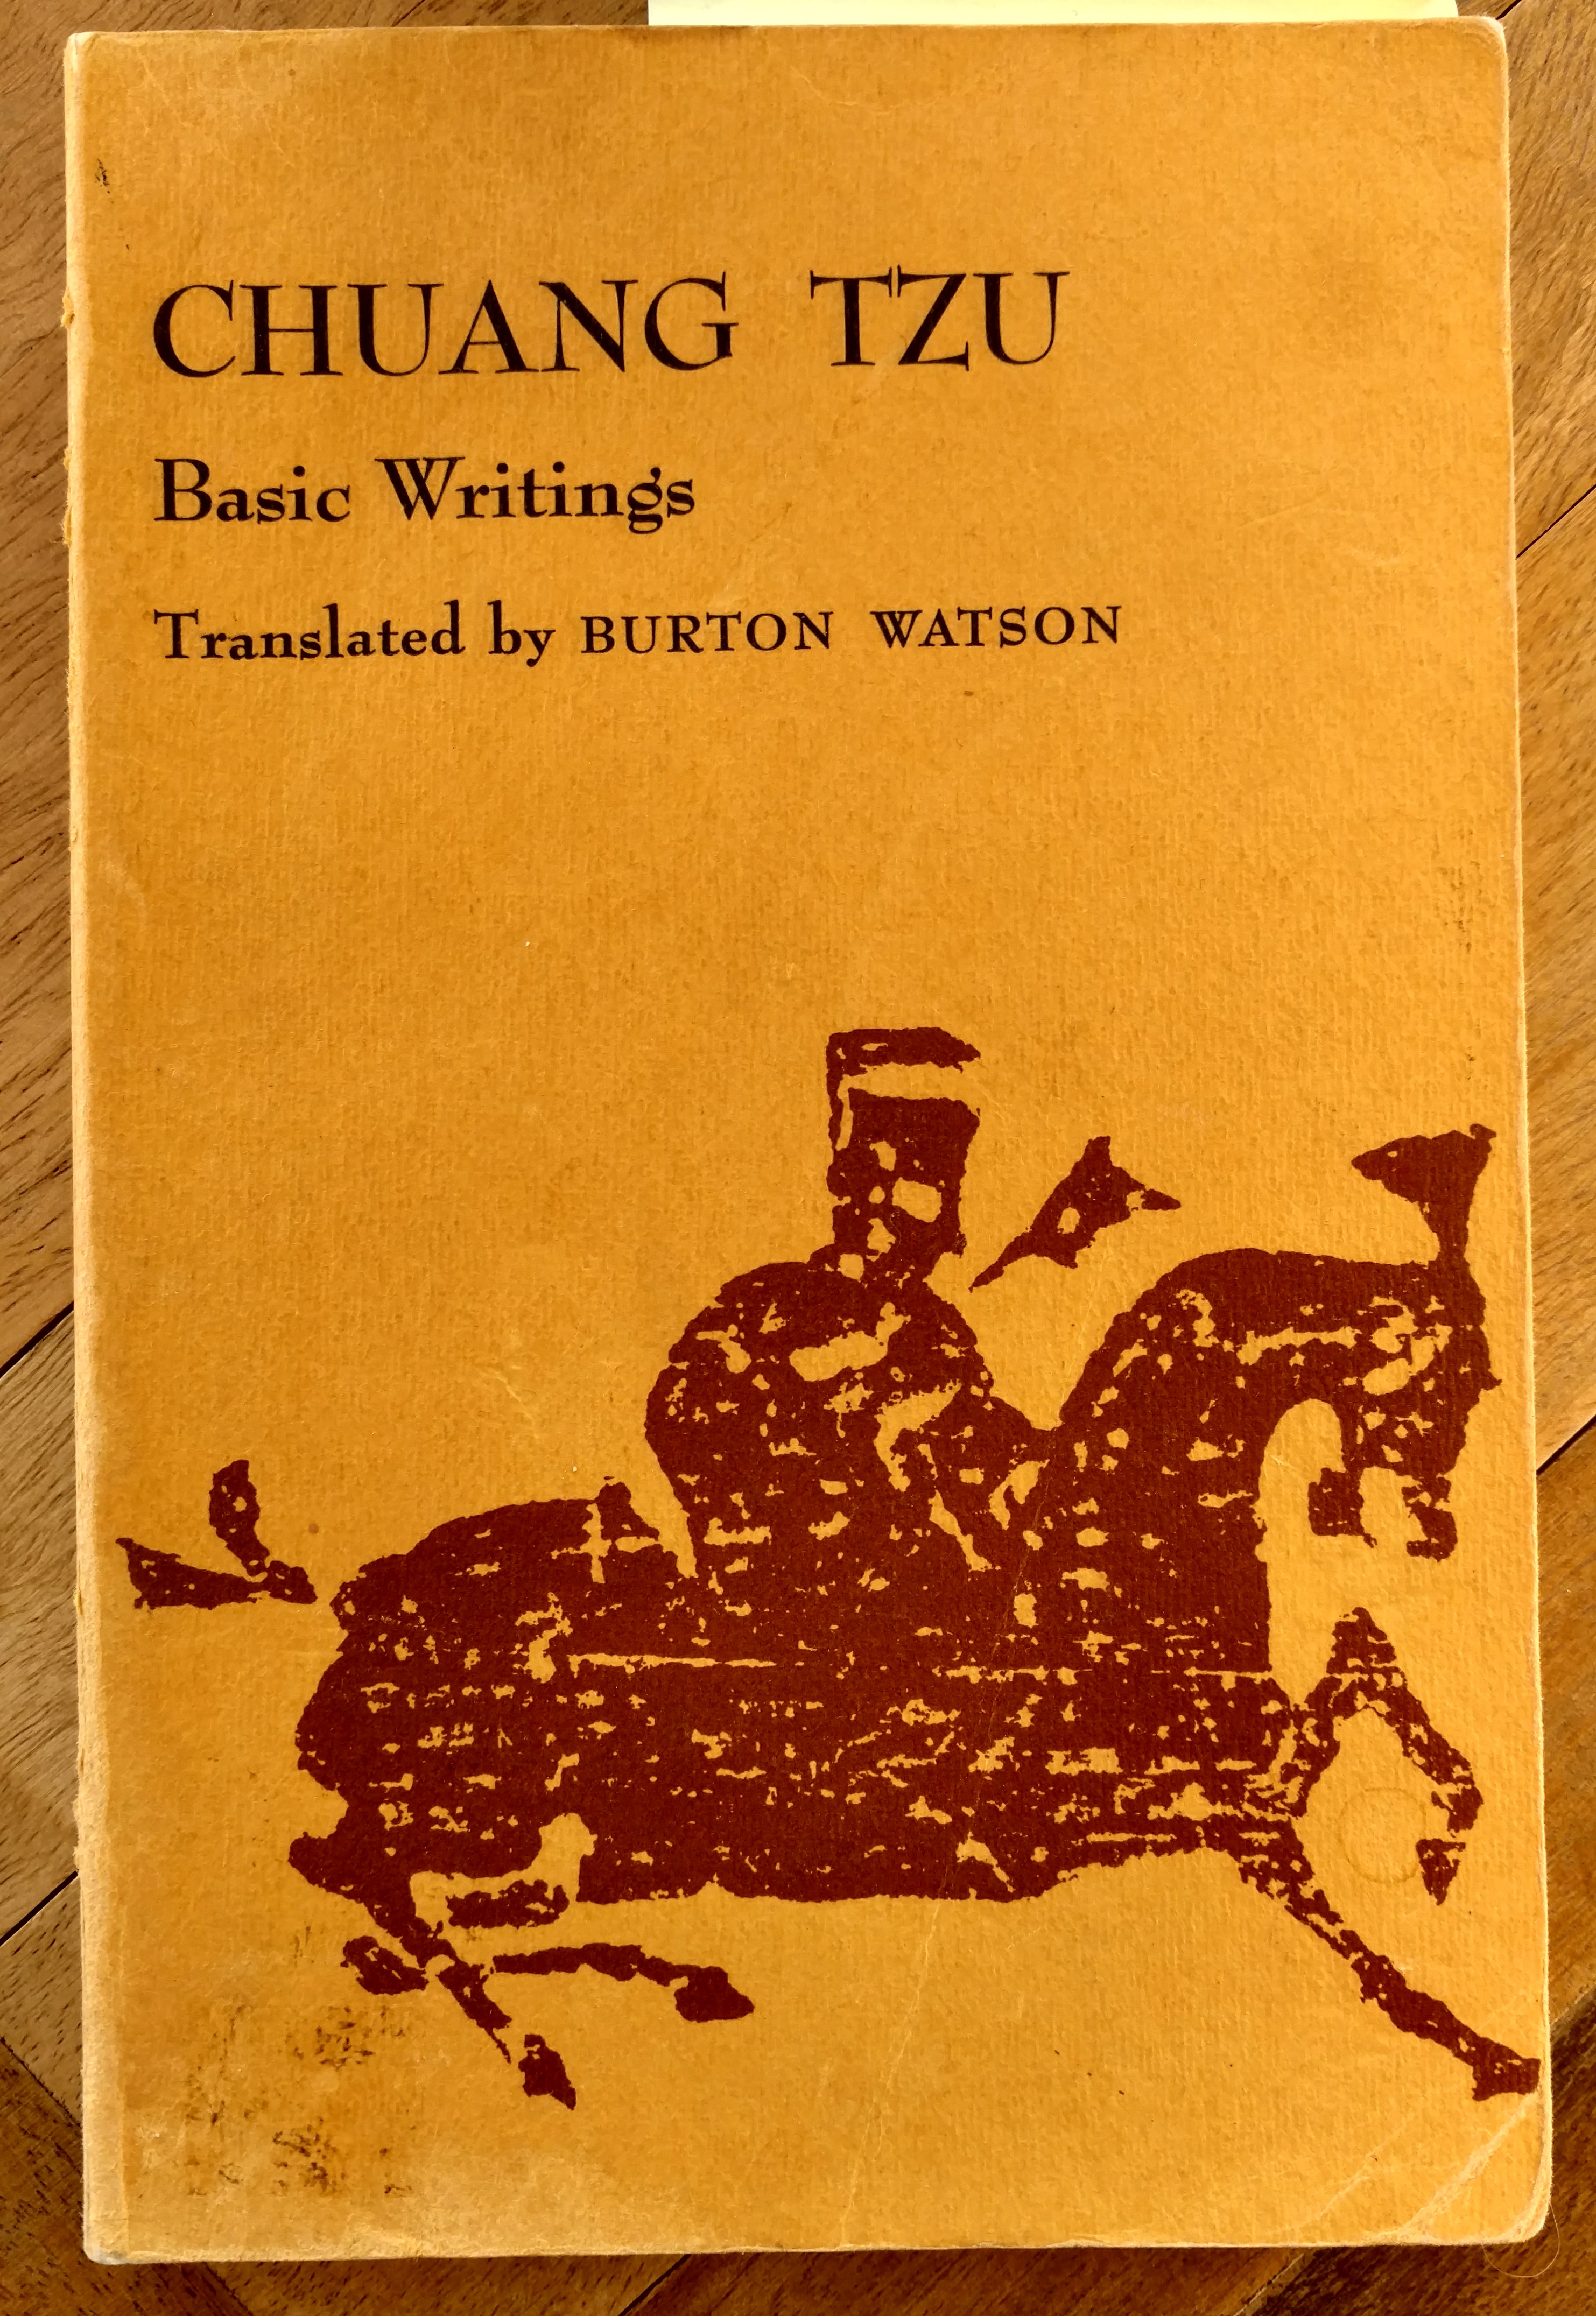 CHUANG TZU
Basic Writings
Translated by BURTON WATSON